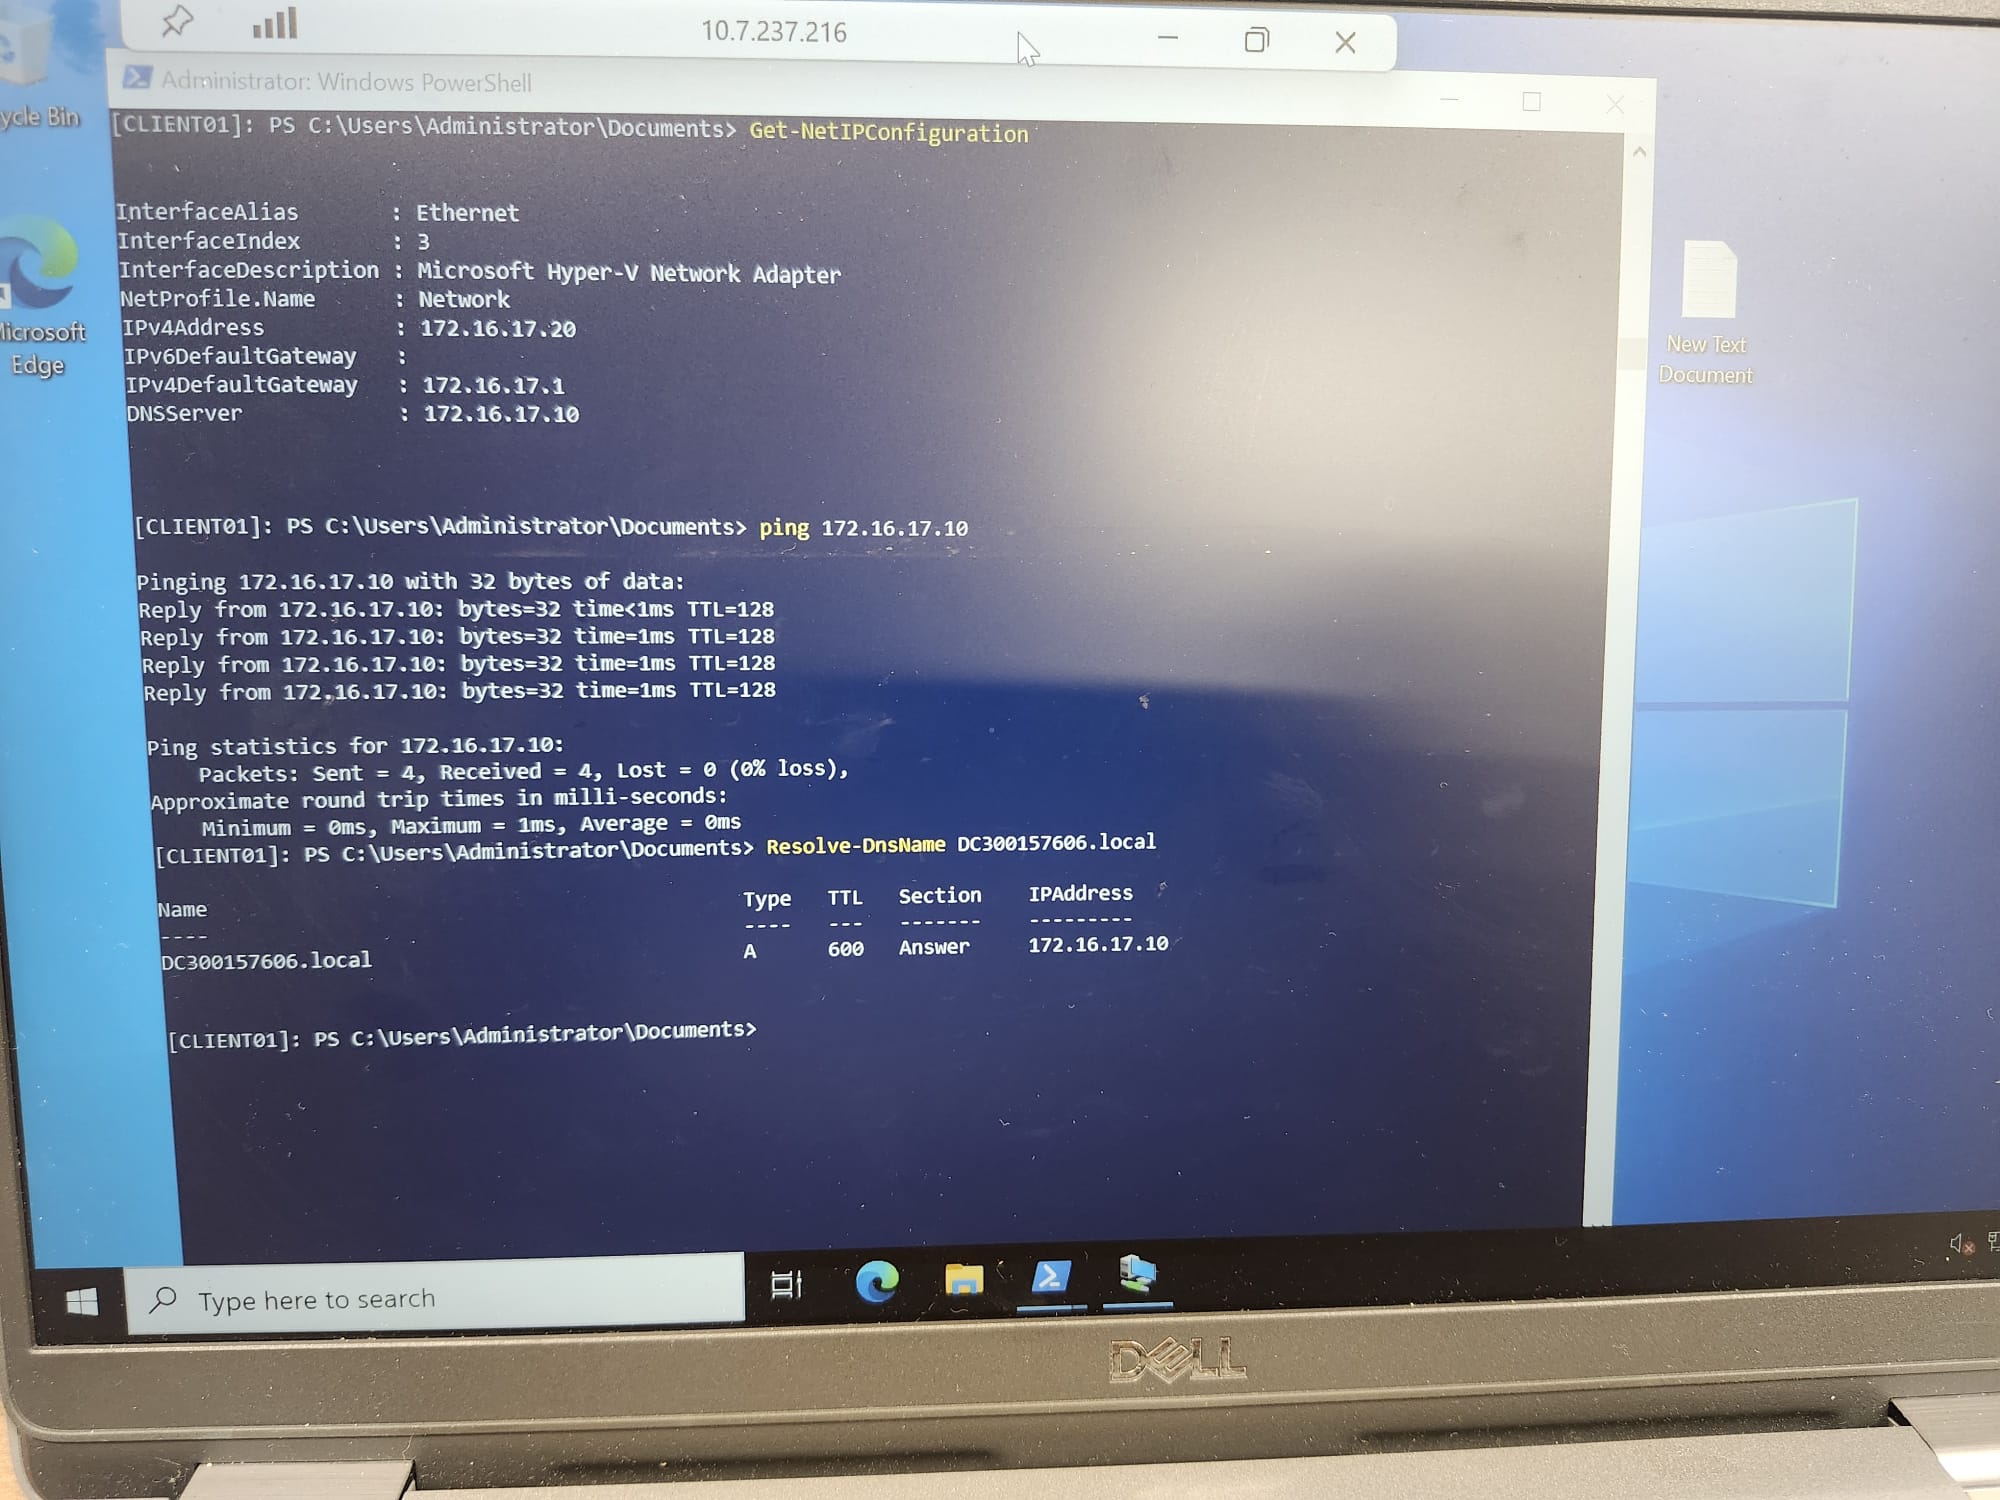 10.7.237.216
Administrator: Windows PowerShell
ycle Bin
[CLIENT01]: PS C:\Users\Administrator\Documents> Get-NetIPConfiguration
InterfaceAlias : Ethernet
InterfaceIndex : 3
InterfaceDescription : Microsoft Hyper-V Network Adapter
NetProfile.Name : Network
IPv4Address : 172.16.17.20
IPv6DefaultGateway :
IPv4DefaultGateway : 172.16.17.1
DNSServer : 172.16.17.10
Microsoft
Edge
New Text
Document
[CLIENT01]: PS C:\Users\Administrator\Documents> ping 172.16.17.10
Pinging 172.16.17.10 with 32 bytes of data:
Reply from 172.16.17.10: bytes=32 time<1ms TTL=128
Reply from 172.16.17.10: bytes=32 time=1ms TTL=128
Reply from 172.16.17.10: bytes=32 time=1ms TTL=128
Reply from 172.16.17.10: bytes=32 time=1ms TTL=128
Ping statistics for 172.16.17.10:
Packets: Sent = 4, Received = 4, Lost = 0 (0% loss),
Approximate round trip times in milli-seconds:
Minimum = 0ms, Maximum = 1ms, Average = 0ms
[CLIENT01]: PS C:\Users\Administrator\Documents> Resolve-DnsName DC300157606.local
Name Type TTL Section IPAddress
---- ---- --- ------- ---------
DC300157606.local A 600 Answer 172.16.17.10
[CLIENT01]: PS C:\Users\Administrator\Documents>
Type here to search
DELL